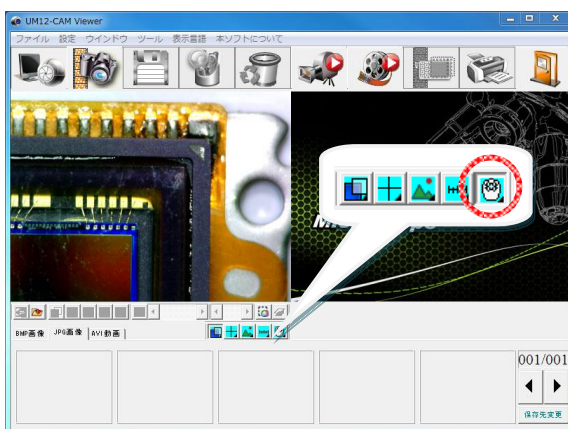 UM12-CAM Viewer
ファイル 設定 ウインドウ ツール 表示言語 本ソフトについて
BMP画像 JPG画像 AVI動画
001/001
保存先変更